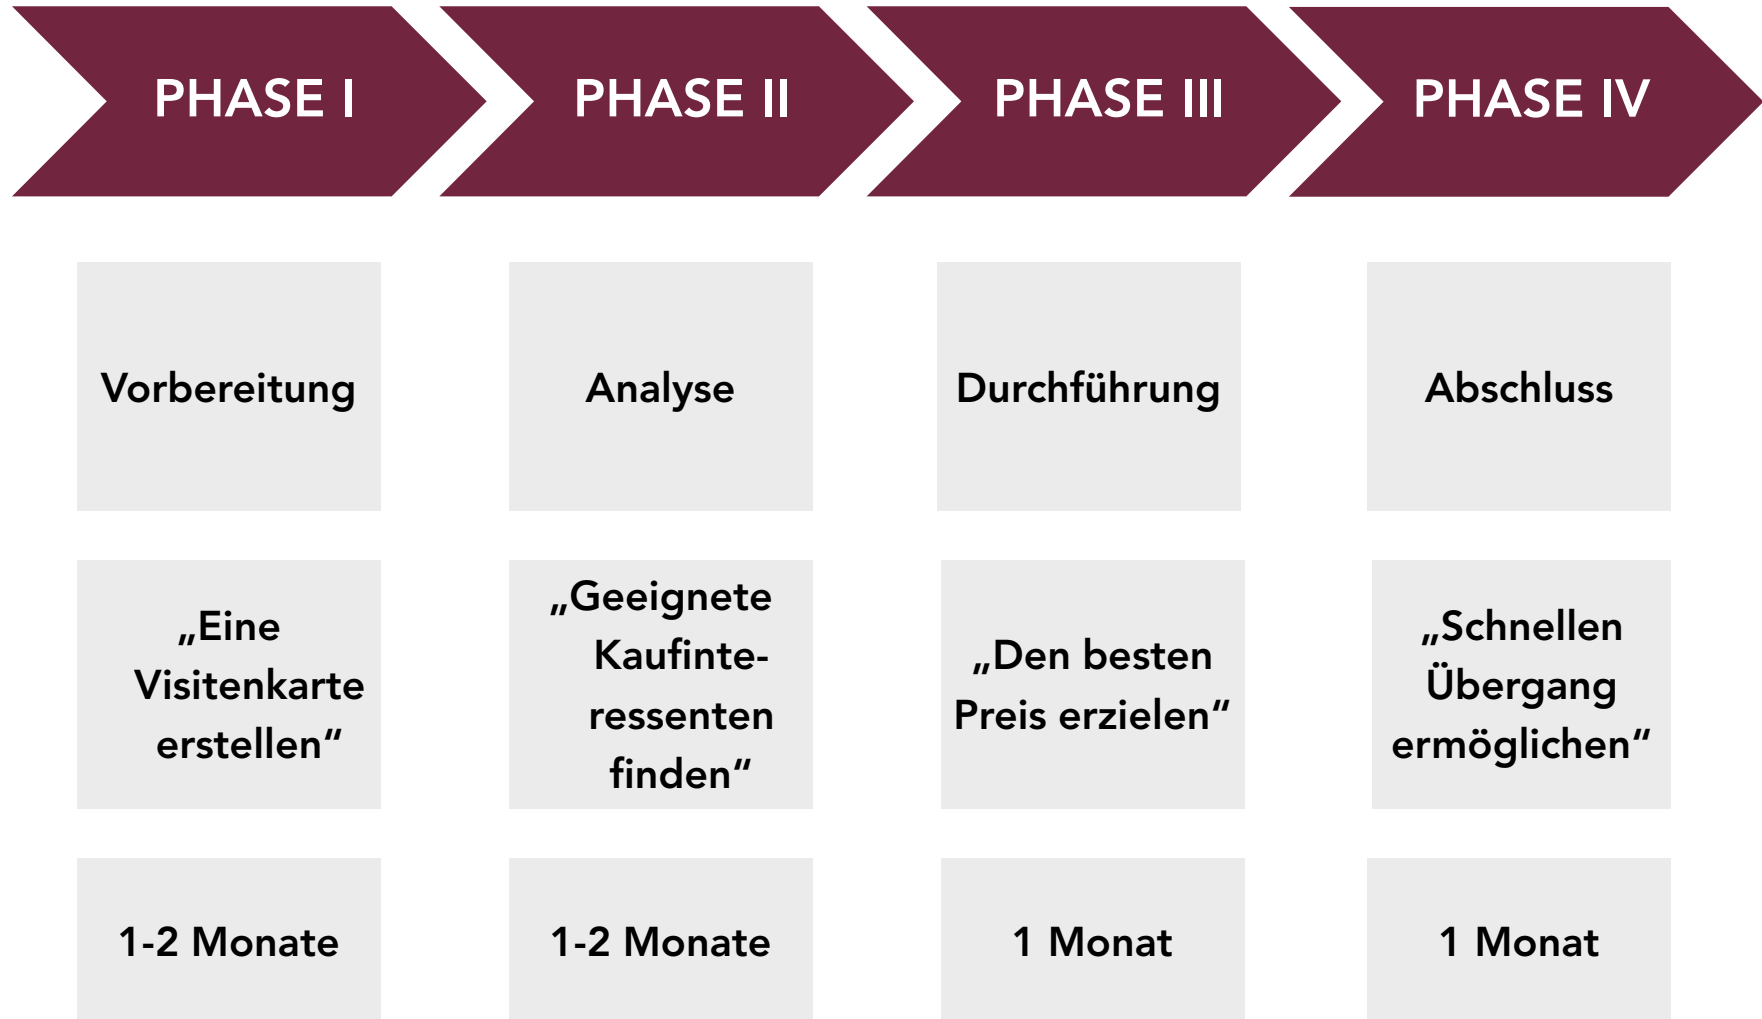 PHASE I
PHASE II
PHASE III
PHASE IV
Vorbereitung
Analyse
Durchführung
Abschluss
„Eine
Visitenkarte
erstellen“
„Geeignete
Kaufinte-
ressenten
finden“
„Den besten
Preis erzielen“
„Schnellen
Übergang
ermöglichen“
1-2 Monate
1-2 Monate
1 Monat
1 Monat